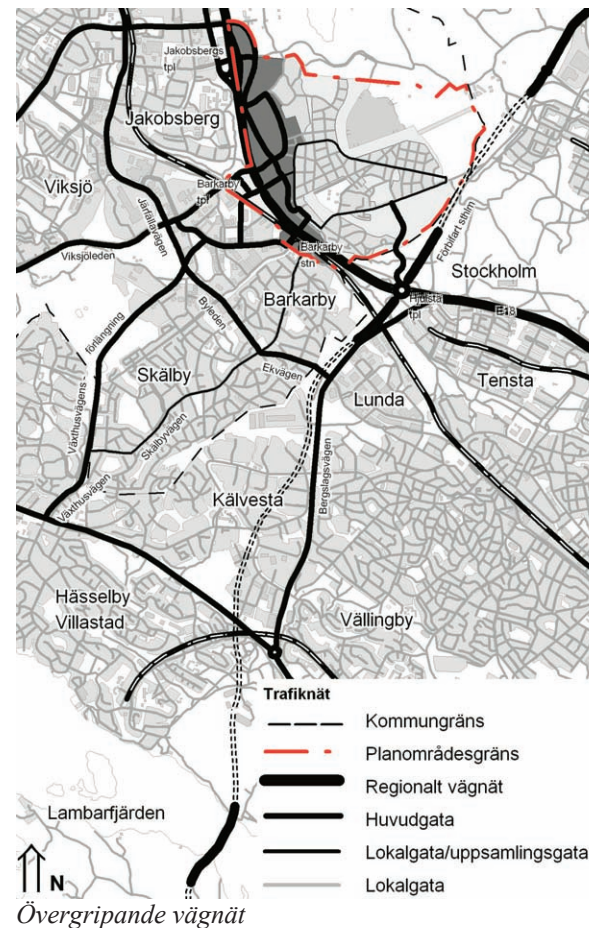 Jakobsbergs
tpl
Jakobsberg
Viksjö
Barkarby
tpl
Järfällavägen
Viksjöleden
Barkarby
stn
Förbifart sthlm
Stockholm
Barkarby
Hjulsta
tpl
E18
Byleden
förlängning
Skälby
Ekvägen
Tensta
Lunda
Växthusvägens
Skälbyvägen
Växthusvägen
Kälvesta
Bergslagsvägen
Hässelby
Villastad
Vällingby
Lambarfjärden
N
Trafiknät
Kommungräns
Planområdesgräns
Regionalt vägnät
Huvudgata
Lokalgata/uppsamlingsgata
Lokalgata
Övergripande vägnät